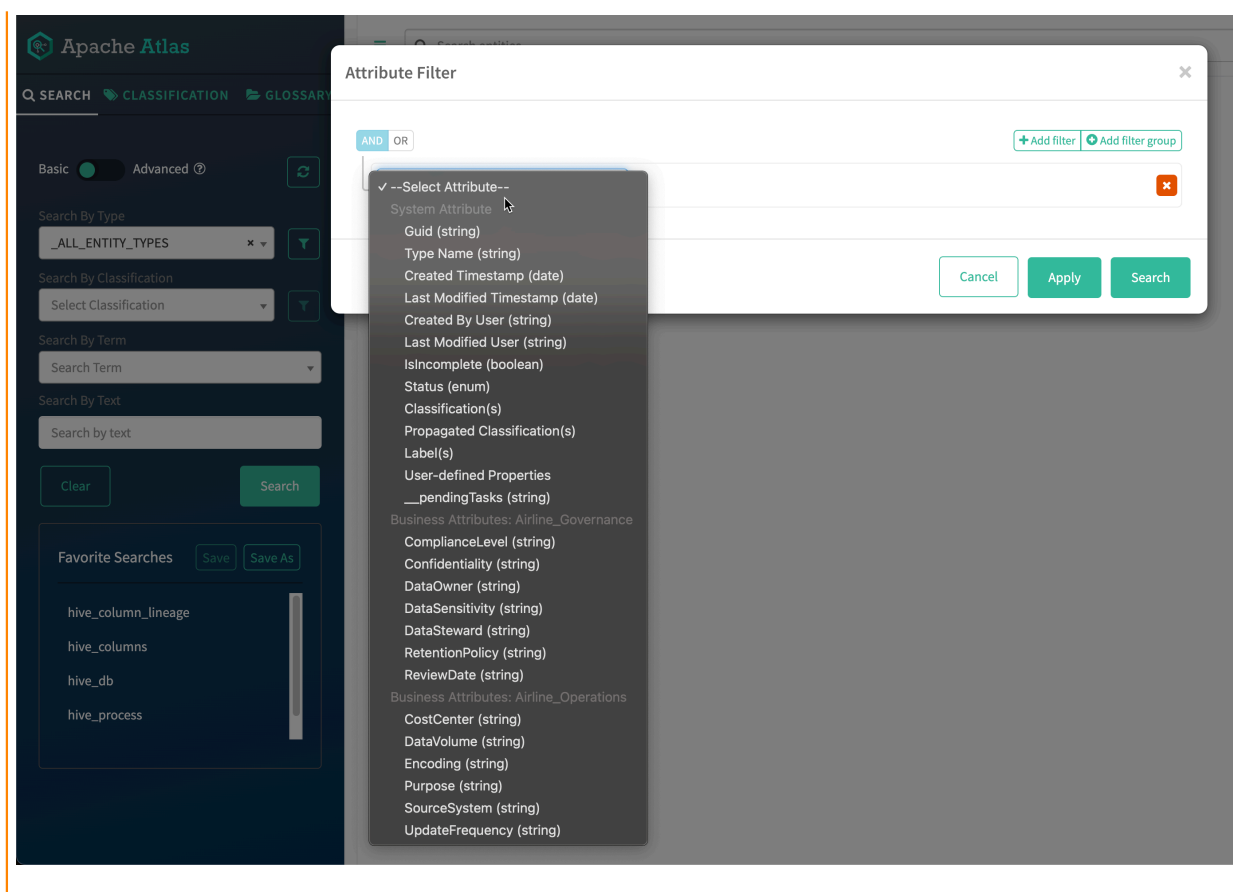 Apache Atlas
SEARCH CLASSIFICATION GLOSSARY
Basic Advanced
Search By Type
_ALL_ENTITY_TYPES
Search By Classification
Select Classification
Search By Term
Search Term
Search By Text
Search by text
Clear Search
Favorite Searches Save Save As
hive_column_lineage
hive_columns
hive_db
hive_process
Search entities
Attribute Filter
AND OR
Add filter Add filter group
--Select Attribute--
System Attribute
Guid (string)
Type Name (string)
Created Timestamp (date)
Last Modified Timestamp (date)
Created By User (string)
Last Modified User (string)
IsIncomplete (boolean)
Status (enum)
Classification(s)
Propagated Classification(s)
Label(s)
User-defined Properties
__pendingTasks (string)
Business Attributes: Airline_Governance
ComplianceLevel (string)
Confidentiality (string)
DataOwner (string)
DataSensitivity (string)
DataSteward (string)
RetentionPolicy (string)
ReviewDate (string)
Business Attributes: Airline_Operations
CostCenter (string)
DataVolume (string)
Encoding (string)
Purpose (string)
SourceSystem (string)
UpdateFrequency (string)
Cancel Apply Search